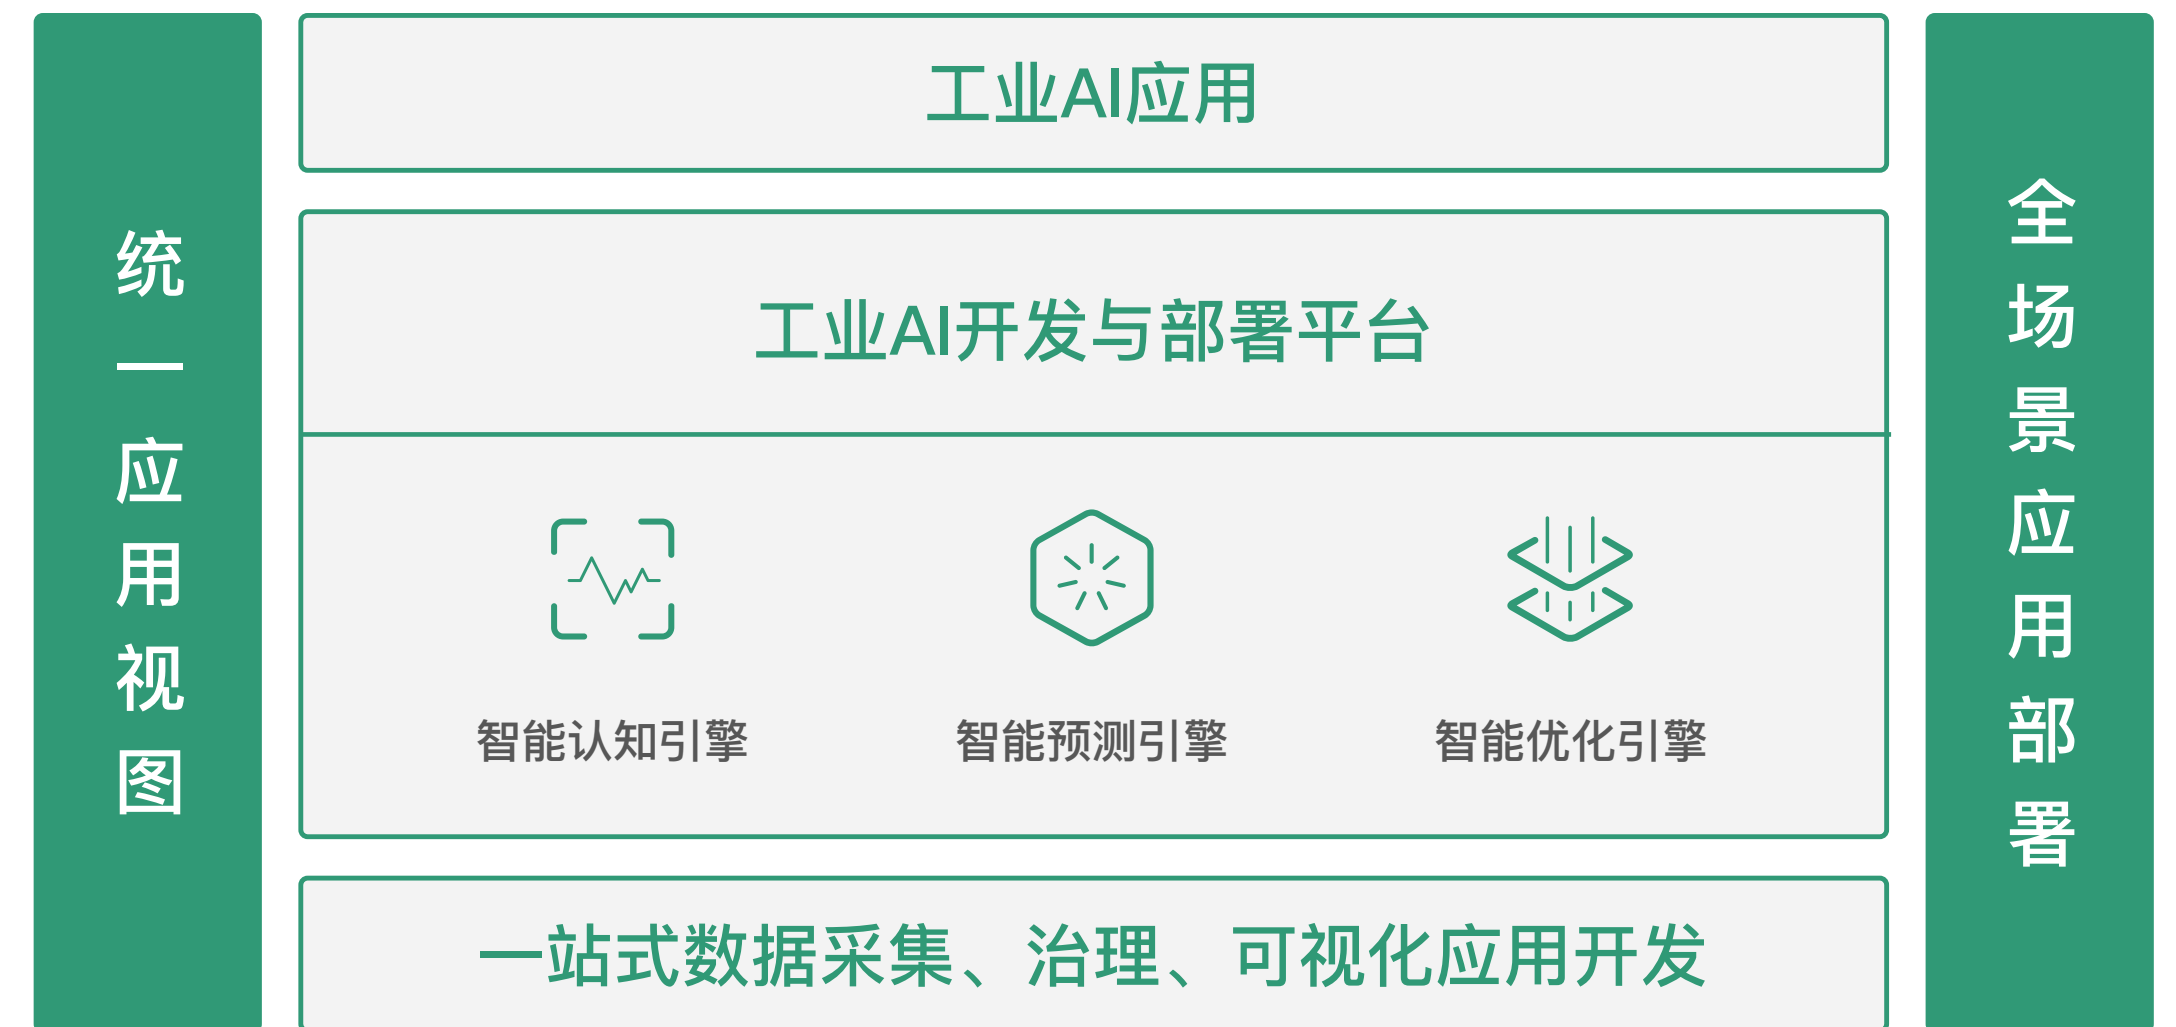 统一应用视图
工业AI应用
工业AI开发与部署平台
智能认知引擎
智能预测引擎
智能优化引擎
一站式数据采集、治理、可视化应用开发
全场景应用部署